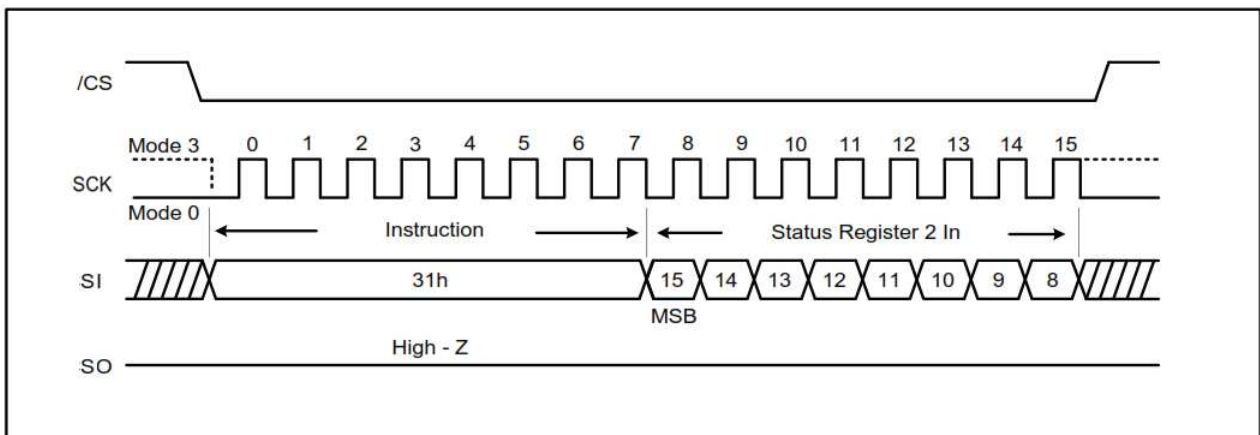 /CS
Mode 3 0 1 2 3 4 5 6 7 8 9 10 11 12 13 14 15
SCK
Mode 0
Instruction Status Register 2 In
SI 31h 15 14 13 12 11 10 9 8
MSB
High - Z
SO